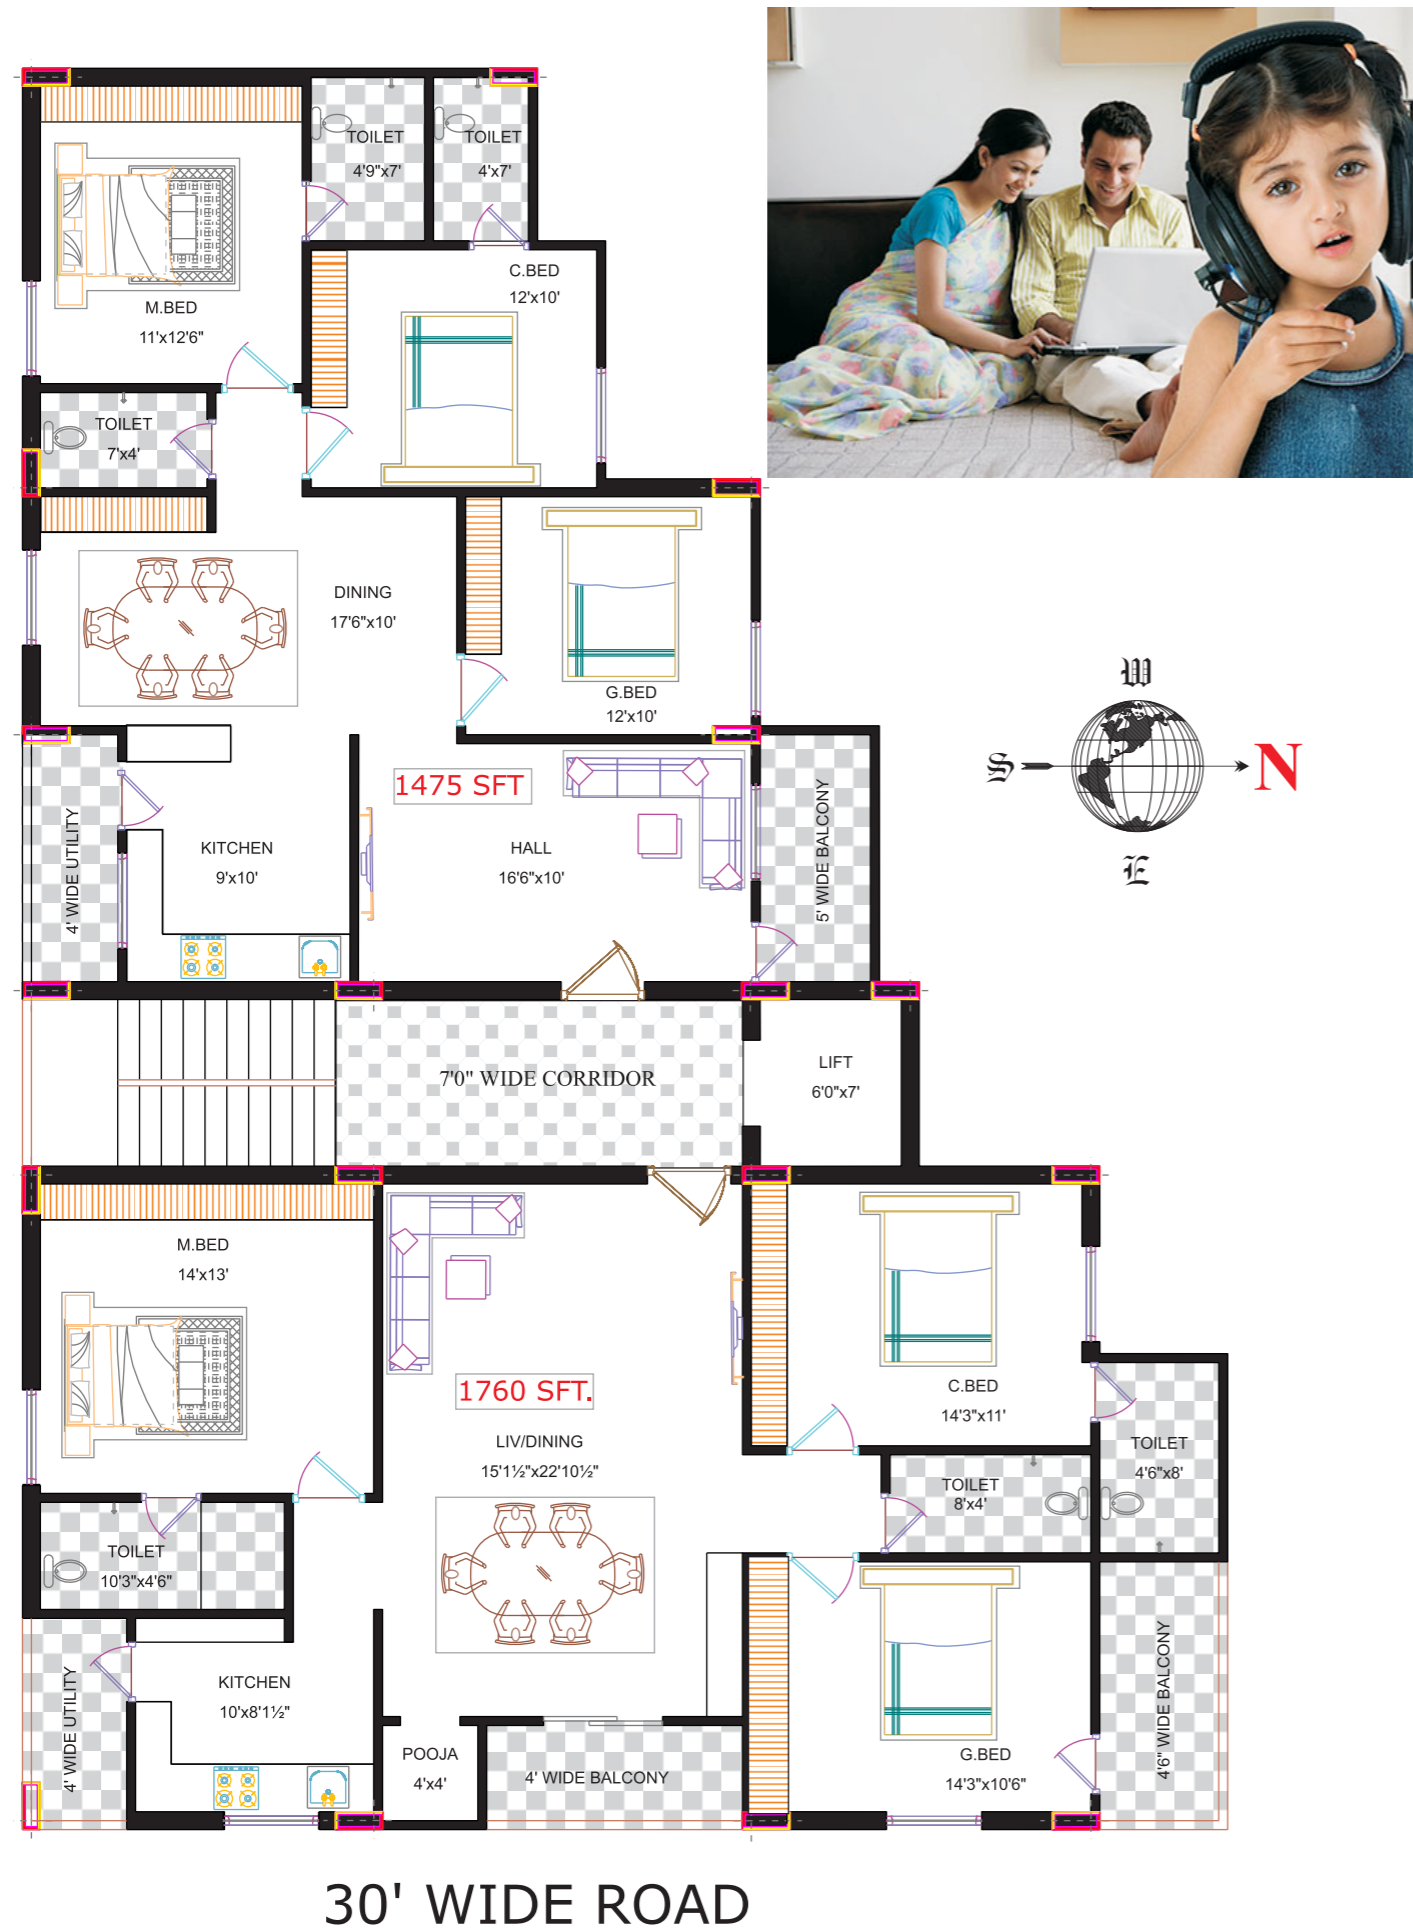 TOILET
4'9"x7'
TOILET
4'x7'
C.BED
12'x10'
M.BED
11'x12'6"
TOILET
7'x4'
DINING
17'6"x10'
G.BED
12'x10'
W
S
N
E
1475 SFT
4' WIDE UTILITY
KITCHEN
9'x10'
HALL
16'6"x10'
5' WIDE BALCONY
7'0" WIDE CORRIDOR
LIFT
6'0"x7'
M.BED
14'x13'
1760 SFT.
LIV/DINING
15'1½"x22'10½"
C.BED
14'3"x11'
TOILET
4'6"x8'
TOILET
8'x4'
TOILET
10'3"x4'6"
4' WIDE UTILITY
KITCHEN
10'x8'1½"
POOJA
4'x4'
4' WIDE BALCONY
G.BED
14'3"x10'6"
4'6" WIDE BALCONY
30' WIDE ROAD